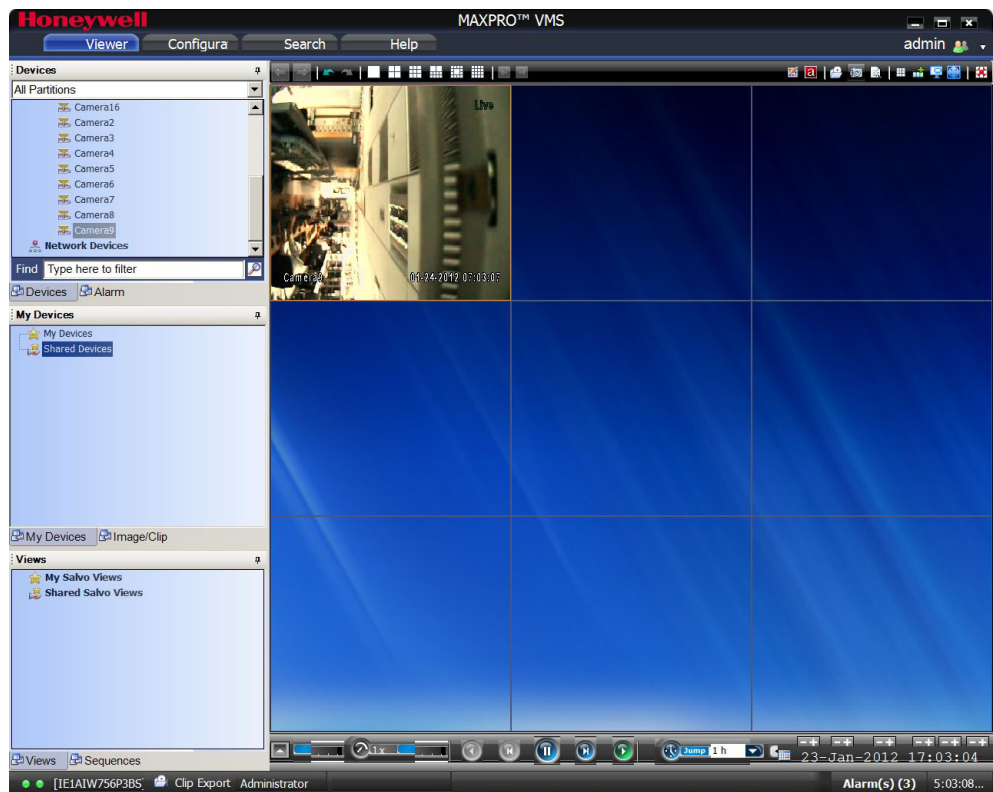 Honeywell
MAXPRO™ VMS
Viewer
Configura
Search
Help
admin
Devices
All Partitions
Camera16
Camera2
Camera3
Camera4
Camera5
Camera6
Camera7
Camera8
Camera9
Network Devices
Find Type here to filter
Devices Alarm
My Devices
My Devices
Shared Devices
My Devices Image/Clip
Views
My Salvo Views
Shared Salvo Views
Views Sequences
a
Live
Camera9 01-24-2012 07:03:07
1x
Jump 1 h
23-Jan-2012 17:03:04
[IE1AIW756P3BS] Clip Export Administrator
Alarm(s) (3) 5:03:08...